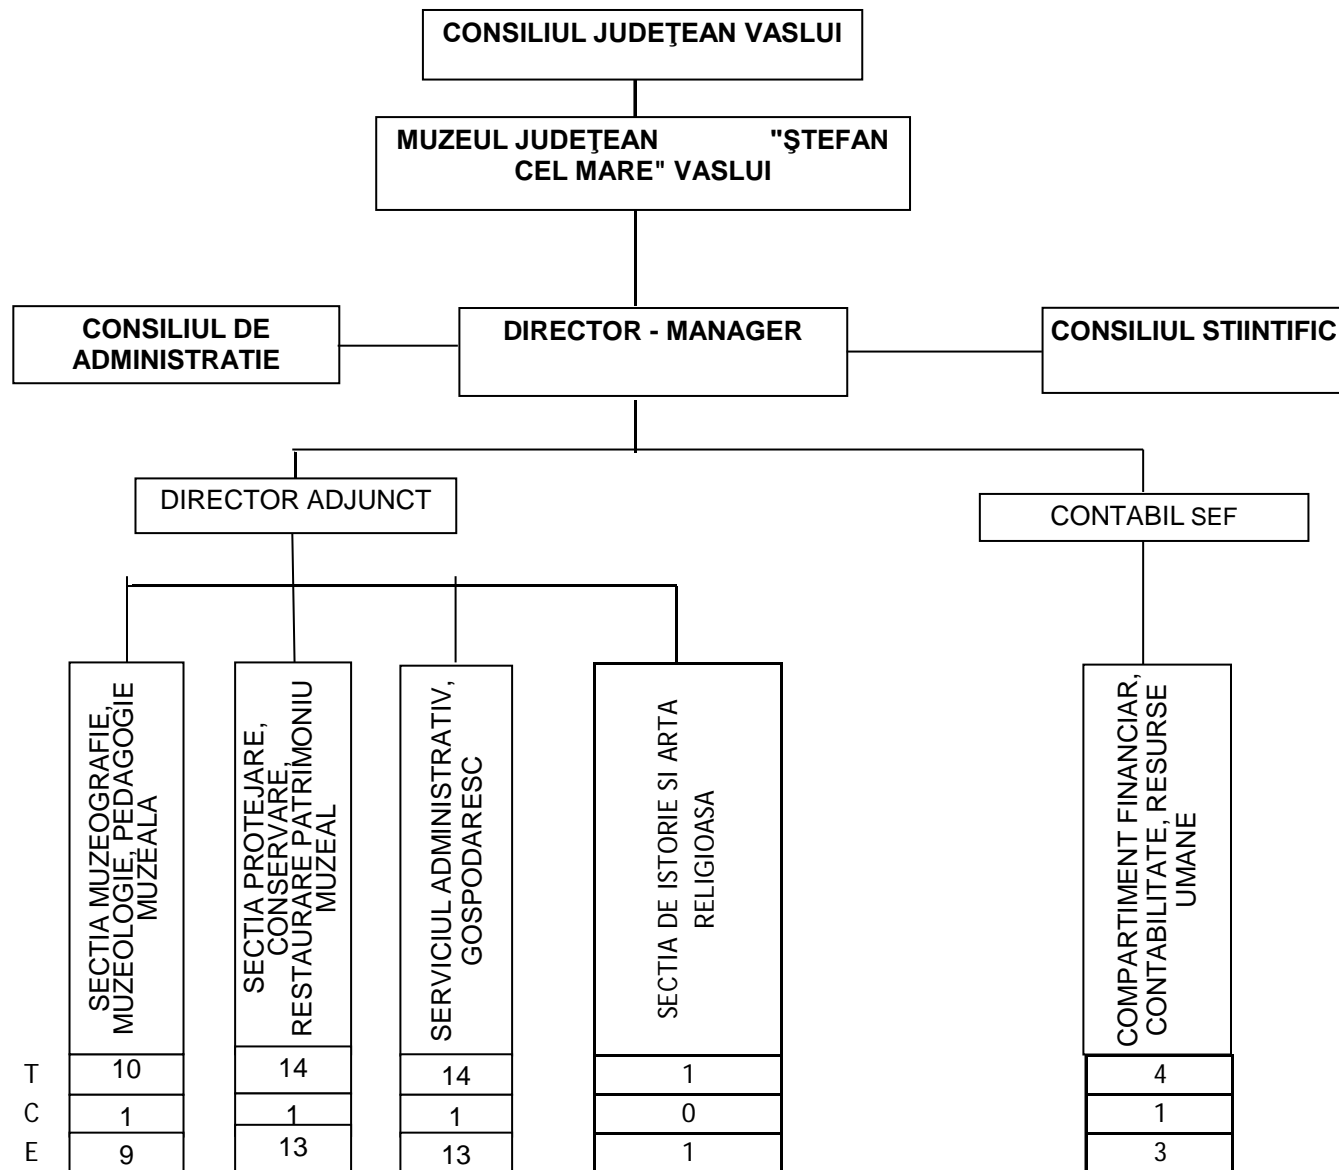 CONSILIUL JUDEŢEAN VASLUI
MUZEUL JUDEŢEAN "ŞTEFAN
CEL MARE" VASLUI
CONSILIUL DE
ADMINISTRATIE
DIRECTOR - MANAGER
CONSILIUL STIINTIFIC
DIRECTOR ADJUNCT
CONTABIL SEF
SECTIA MUZEOGRAFIE,
MUZEOLOGIE, PEDAGOGIE
MUZEALA
SECTIA PROTEJARE,
CONSERVARE,
RESTAURARE PATRIMONIU
MUZEAL
SERVICIUL ADMINISTRATIV,
GOSPODARESC
SECTIA DE ISTORIE SI ARTA
RELIGIOASA
COMPARTIMENT FINANCIAR,
CONTABILITATE, RESURSE
UMANE
T 10 14 14 1 4
C 1 1 1 0 1
E 9 13 13 1 3